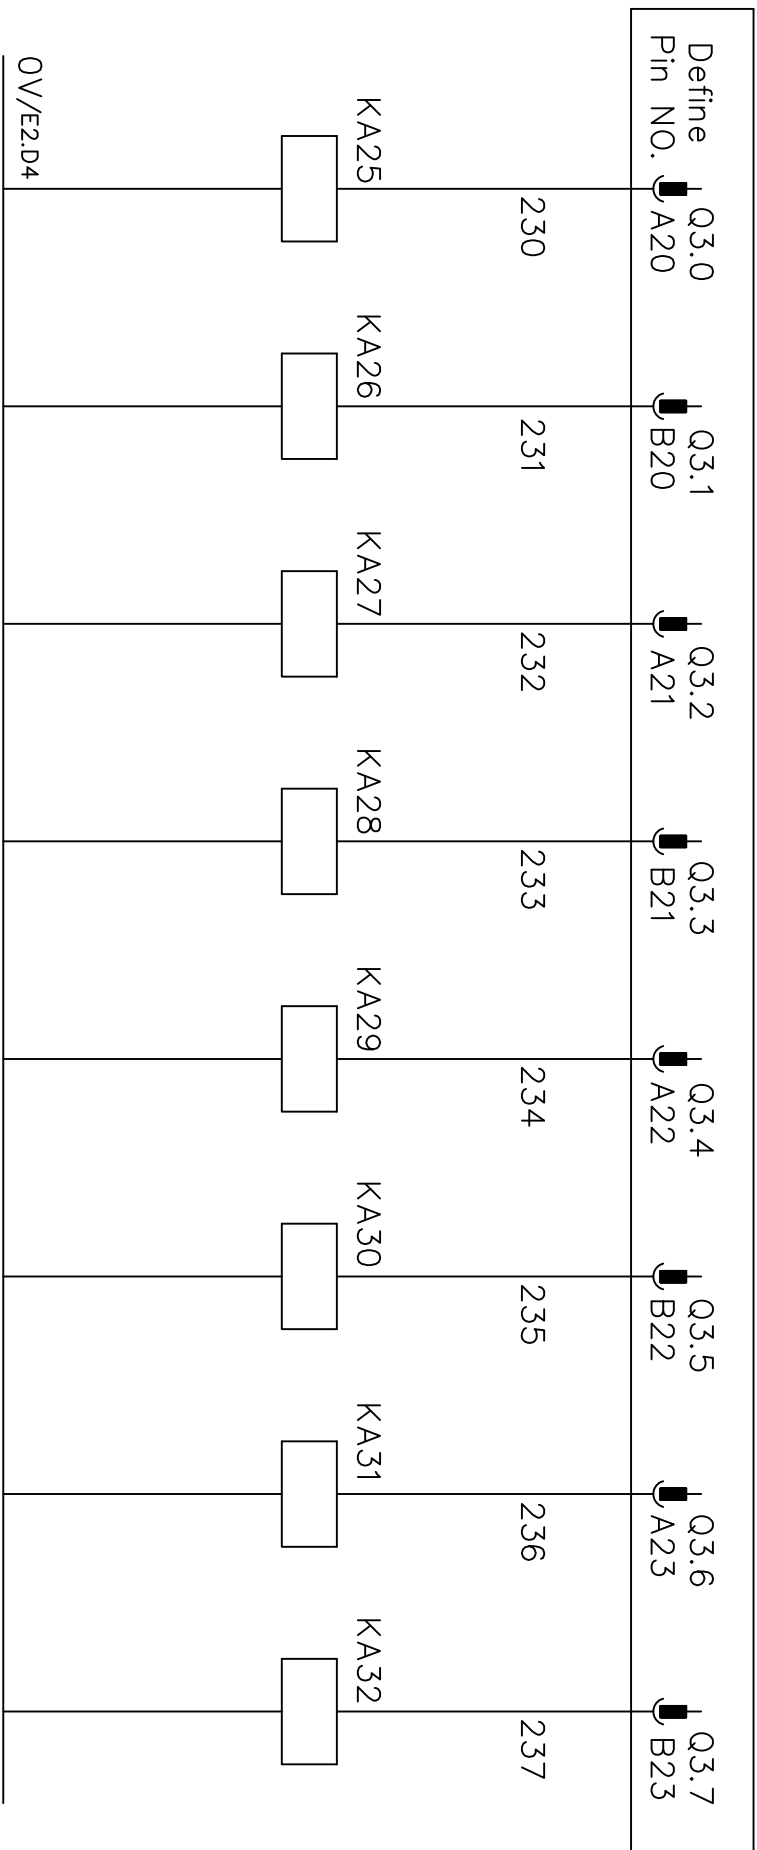 Define Q3.0 Q3.1 Q3.2 Q3.3 Q3.4 Q3.5 Q3.6 Q3.7
Pin NO. A20 B20 A21 B21 A22 B22 A23 B23
230 231 232 233 234 235 236 237
KA25 KA26 KA27 KA28 KA29 KA30 KA31 KA32
0V/E2.D4